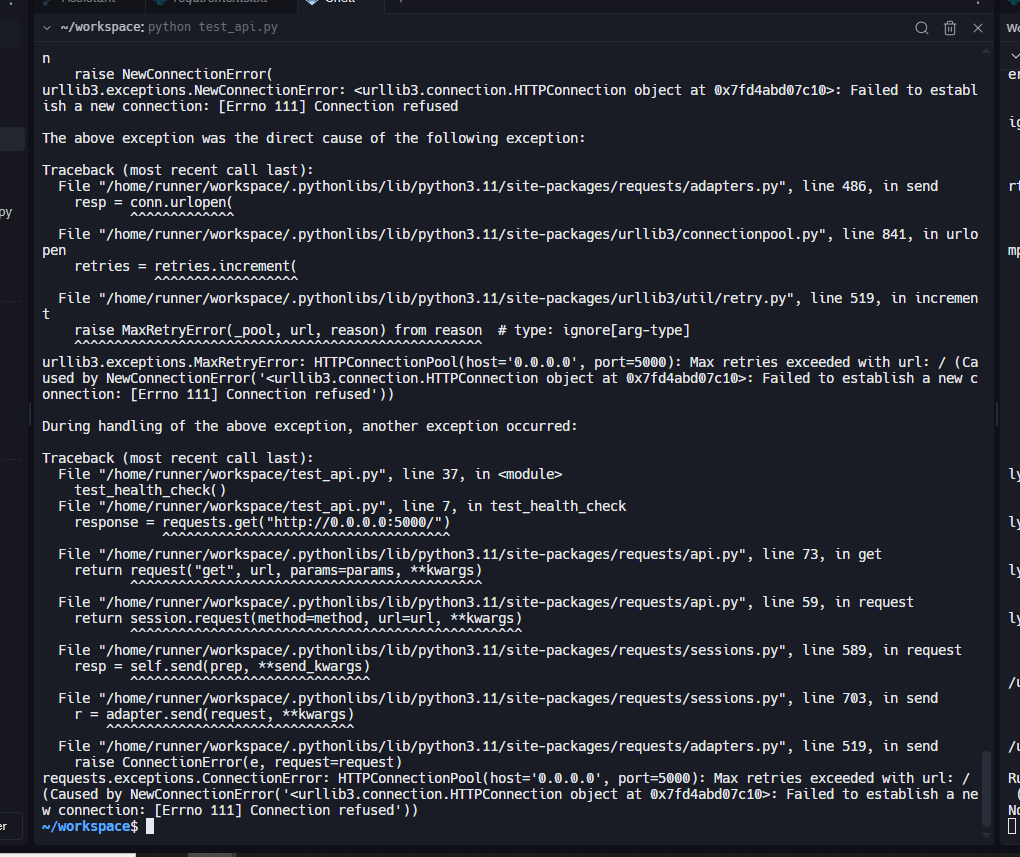 Assistant
requirements.txt
Shell
~/workspace: python test_api.py
n
    raise NewConnectionError(
urllib3.exceptions.NewConnectionError: <urllib3.connection.HTTPConnection object at 0x7fd4abd07c10>: Failed to establ
ish a new connection: [Errno 111] Connection refused
The above exception was the direct cause of the following exception:
Traceback (most recent call last):
  File "/home/runner/workspace/.pythonlibs/lib/python3.11/site-packages/requests/adapters.py", line 486, in send
    resp = conn.urlopen(
           ^^^^^^^^^^^^^
  File "/home/runner/workspace/.pythonlibs/lib/python3.11/site-packages/urllib3/connectionpool.py", line 841, in urlo
pen
    retries = retries.increment(
              ^^^^^^^^^^^^^^^^^^
  File "/home/runner/workspace/.pythonlibs/lib/python3.11/site-packages/urllib3/util/retry.py", line 519, in incremen
t
    raise MaxRetryError(_pool, url, reason) from reason  # type: ignore[arg-type]
    ^^^^^^^^^^^^^^^^^^^^^^^^^^^^^^^^^^^^^^^^^^^^^^^^^^^
urllib3.exceptions.MaxRetryError: HTTPConnectionPool(host='0.0.0.0', port=5000): Max retries exceeded with url: / (Ca
used by NewConnectionError('<urllib3.connection.HTTPConnection object at 0x7fd4abd07c10>: Failed to establish a new c
onnection: [Errno 111] Connection refused'))
During handling of the above exception, another exception occurred:
Traceback (most recent call last):
  File "/home/runner/workspace/test_api.py", line 37, in <module>
    test_health_check()
  File "/home/runner/workspace/test_api.py", line 7, in test_health_check
    response = requests.get("http://0.0.0.0:5000/")
               ^^^^^^^^^^^^^^^^^^^^^^^^^^^^^^^^^^^^
  File "/home/runner/workspace/.pythonlibs/lib/python3.11/site-packages/requests/api.py", line 73, in get
    return request("get", url, params=params, **kwargs)
           ^^^^^^^^^^^^^^^^^^^^^^^^^^^^^^^^^^^^^^^^^^^^
  File "/home/runner/workspace/.pythonlibs/lib/python3.11/site-packages/requests/api.py", line 59, in request
    return session.request(method=method, url=url, **kwargs)
           ^^^^^^^^^^^^^^^^^^^^^^^^^^^^^^^^^^^^^^^^^^^^^^^^^
  File "/home/runner/workspace/.pythonlibs/lib/python3.11/site-packages/requests/sessions.py", line 589, in request
    resp = self.send(prep, **send_kwargs)
           ^^^^^^^^^^^^^^^^^^^^^^^^^^^^^^
  File "/home/runner/workspace/.pythonlibs/lib/python3.11/site-packages/requests/sessions.py", line 703, in send
    r = adapter.send(request, **kwargs)
        ^^^^^^^^^^^^^^^^^^^^^^^^^^^^^^^
  File "/home/runner/workspace/.pythonlibs/lib/python3.11/site-packages/requests/adapters.py", line 519, in send
    raise ConnectionError(e, request=request)
requests.exceptions.ConnectionError: HTTPConnectionPool(host='0.0.0.0', port=5000): Max retries exceeded with url: /
(Caused by NewConnectionError('<urllib3.connection.HTTPConnection object at 0x7fd4abd07c10>: Failed to establish a ne
w connection: [Errno 111] Connection refused'))
~/workspace$